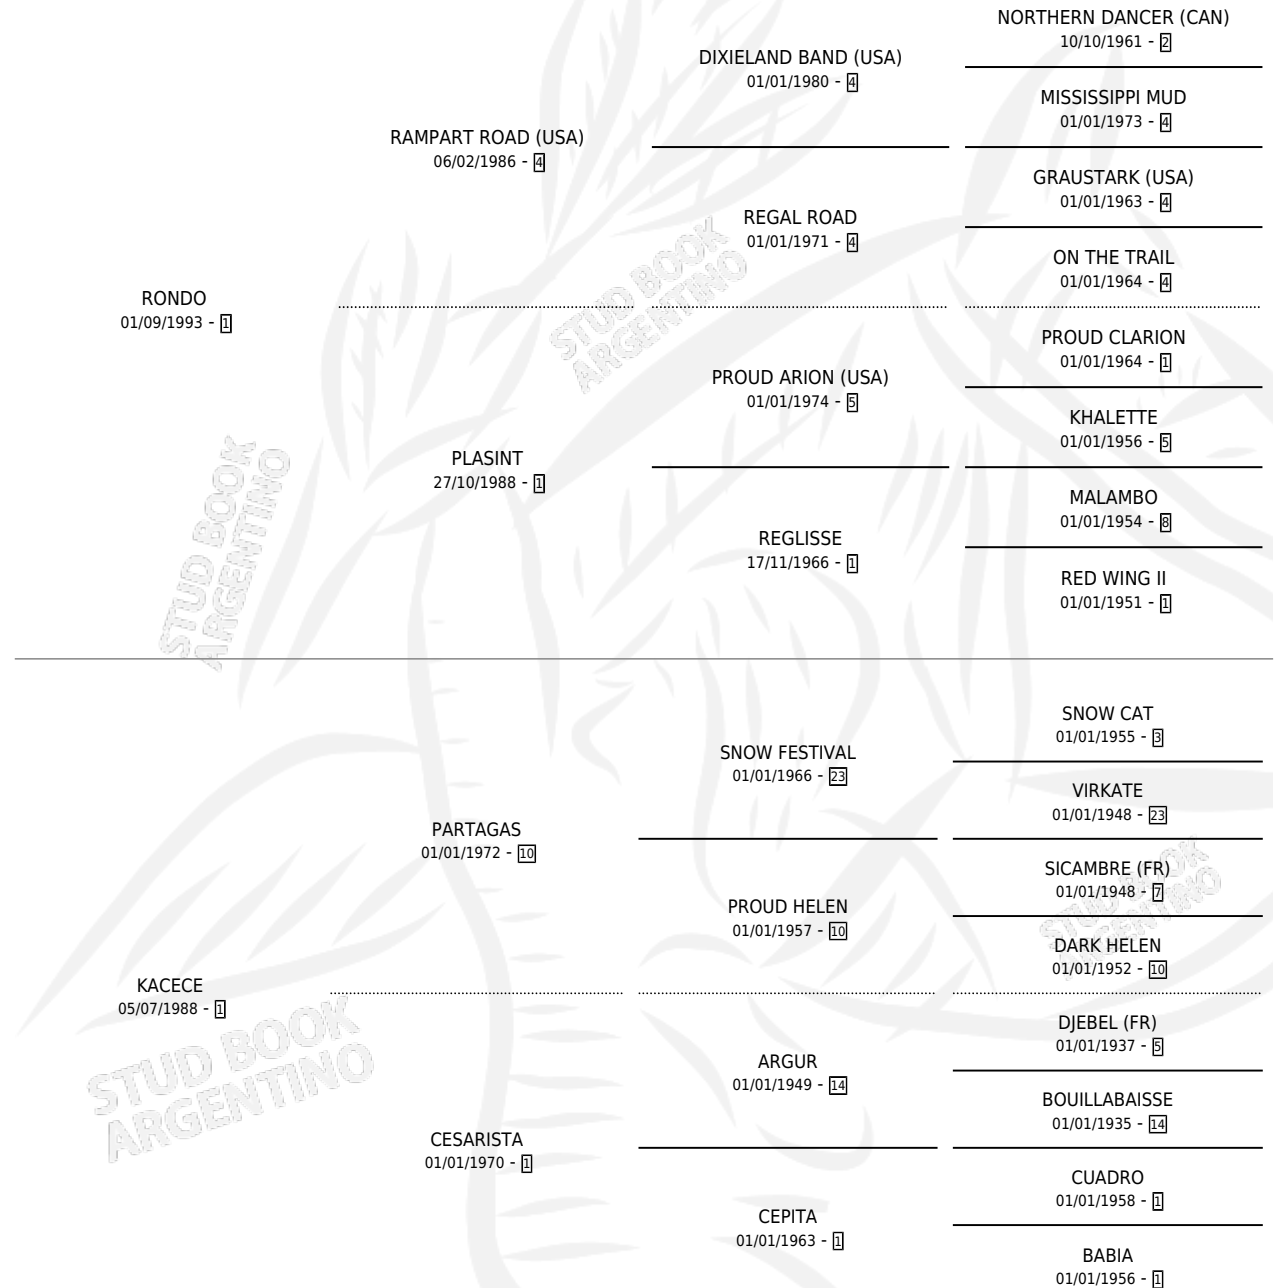 RONDO
01/09/1993 - 1
RAMPART ROAD (USA)
06/02/1986 - 4
DIXIELAND BAND (USA)
01/01/1980 - 4
NORTHERN DANCER (CAN)
10/10/1961 - 2
MISSISSIPPI MUD
01/01/1973 - 4
REGAL ROAD
01/01/1971 - 4
GRAUSTARK (USA)
01/01/1963 - 4
ON THE TRAIL
01/01/1964 - 4
PLASINT
27/10/1988 - 1
PROUD ARION (USA)
01/01/1974 - 5
PROUD CLARION
01/01/1964 - 1
KHALETTE
01/01/1956 - 5
REGLISSE
17/11/1966 - 1
MALAMBO
01/01/1954 - 8
RED WING II
01/01/1951 - 1
KACECE
05/07/1988 - 1
PARTAGAS
01/01/1972 - 10
SNOW FESTIVAL
01/01/1966 - 23
SNOW CAT
01/01/1955 - 3
VIRKATE
01/01/1948 - 23
PROUD HELEN
01/01/1957 - 10
SICAMBRE (FR)
01/01/1948 - 7
DARK HELEN
01/01/1952 - 10
CESARISTA
01/01/1970 - 1
ARGUR
01/01/1949 - 14
DJEBEL (FR)
01/01/1937 - 5
BOUILLABAISSE
01/01/1935 - 14
CEPITA
01/01/1963 - 1
CUADRO
01/01/1958 - 1
BABIA
01/01/1956 - 1
STUD BOOK
ARGENTINO
STUD BOOK
ARGENTINO
STUD BOOK
ARGENTINO
STUD BOOK
ARGENTINO